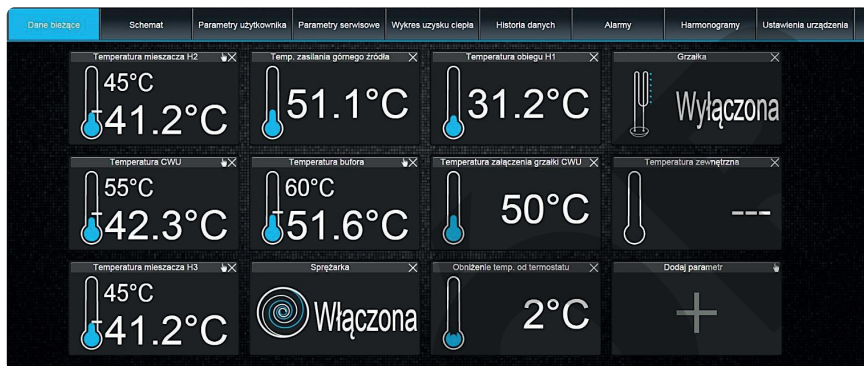 Dane bieżące
Schemat
Parametry użytkownika
Parametry serwisowe
Wykres uzysku ciepła
Historia danych
Alarmy
Harmonogramy
Ustawienia urządzenia
Temperatura mieszacza H2
45°C
41.2°C
Temp. zasilania górnego źródła
51.1°C
Temperatura obiegu H1
31.2°C
Grzałka
Wyłączona
Temperatura CWU
55°C
42.3°C
Temperatura bufora
60°C
51.6°C
Temperatura załączenia grzałki CWU
50°C
Temperatura zewnętrzna
---
Temperatura mieszacza H3
45°C
41.2°C
Sprężarka
Włączona
Obniżenie temp. od termostatu
2°C
Dodaj parametr